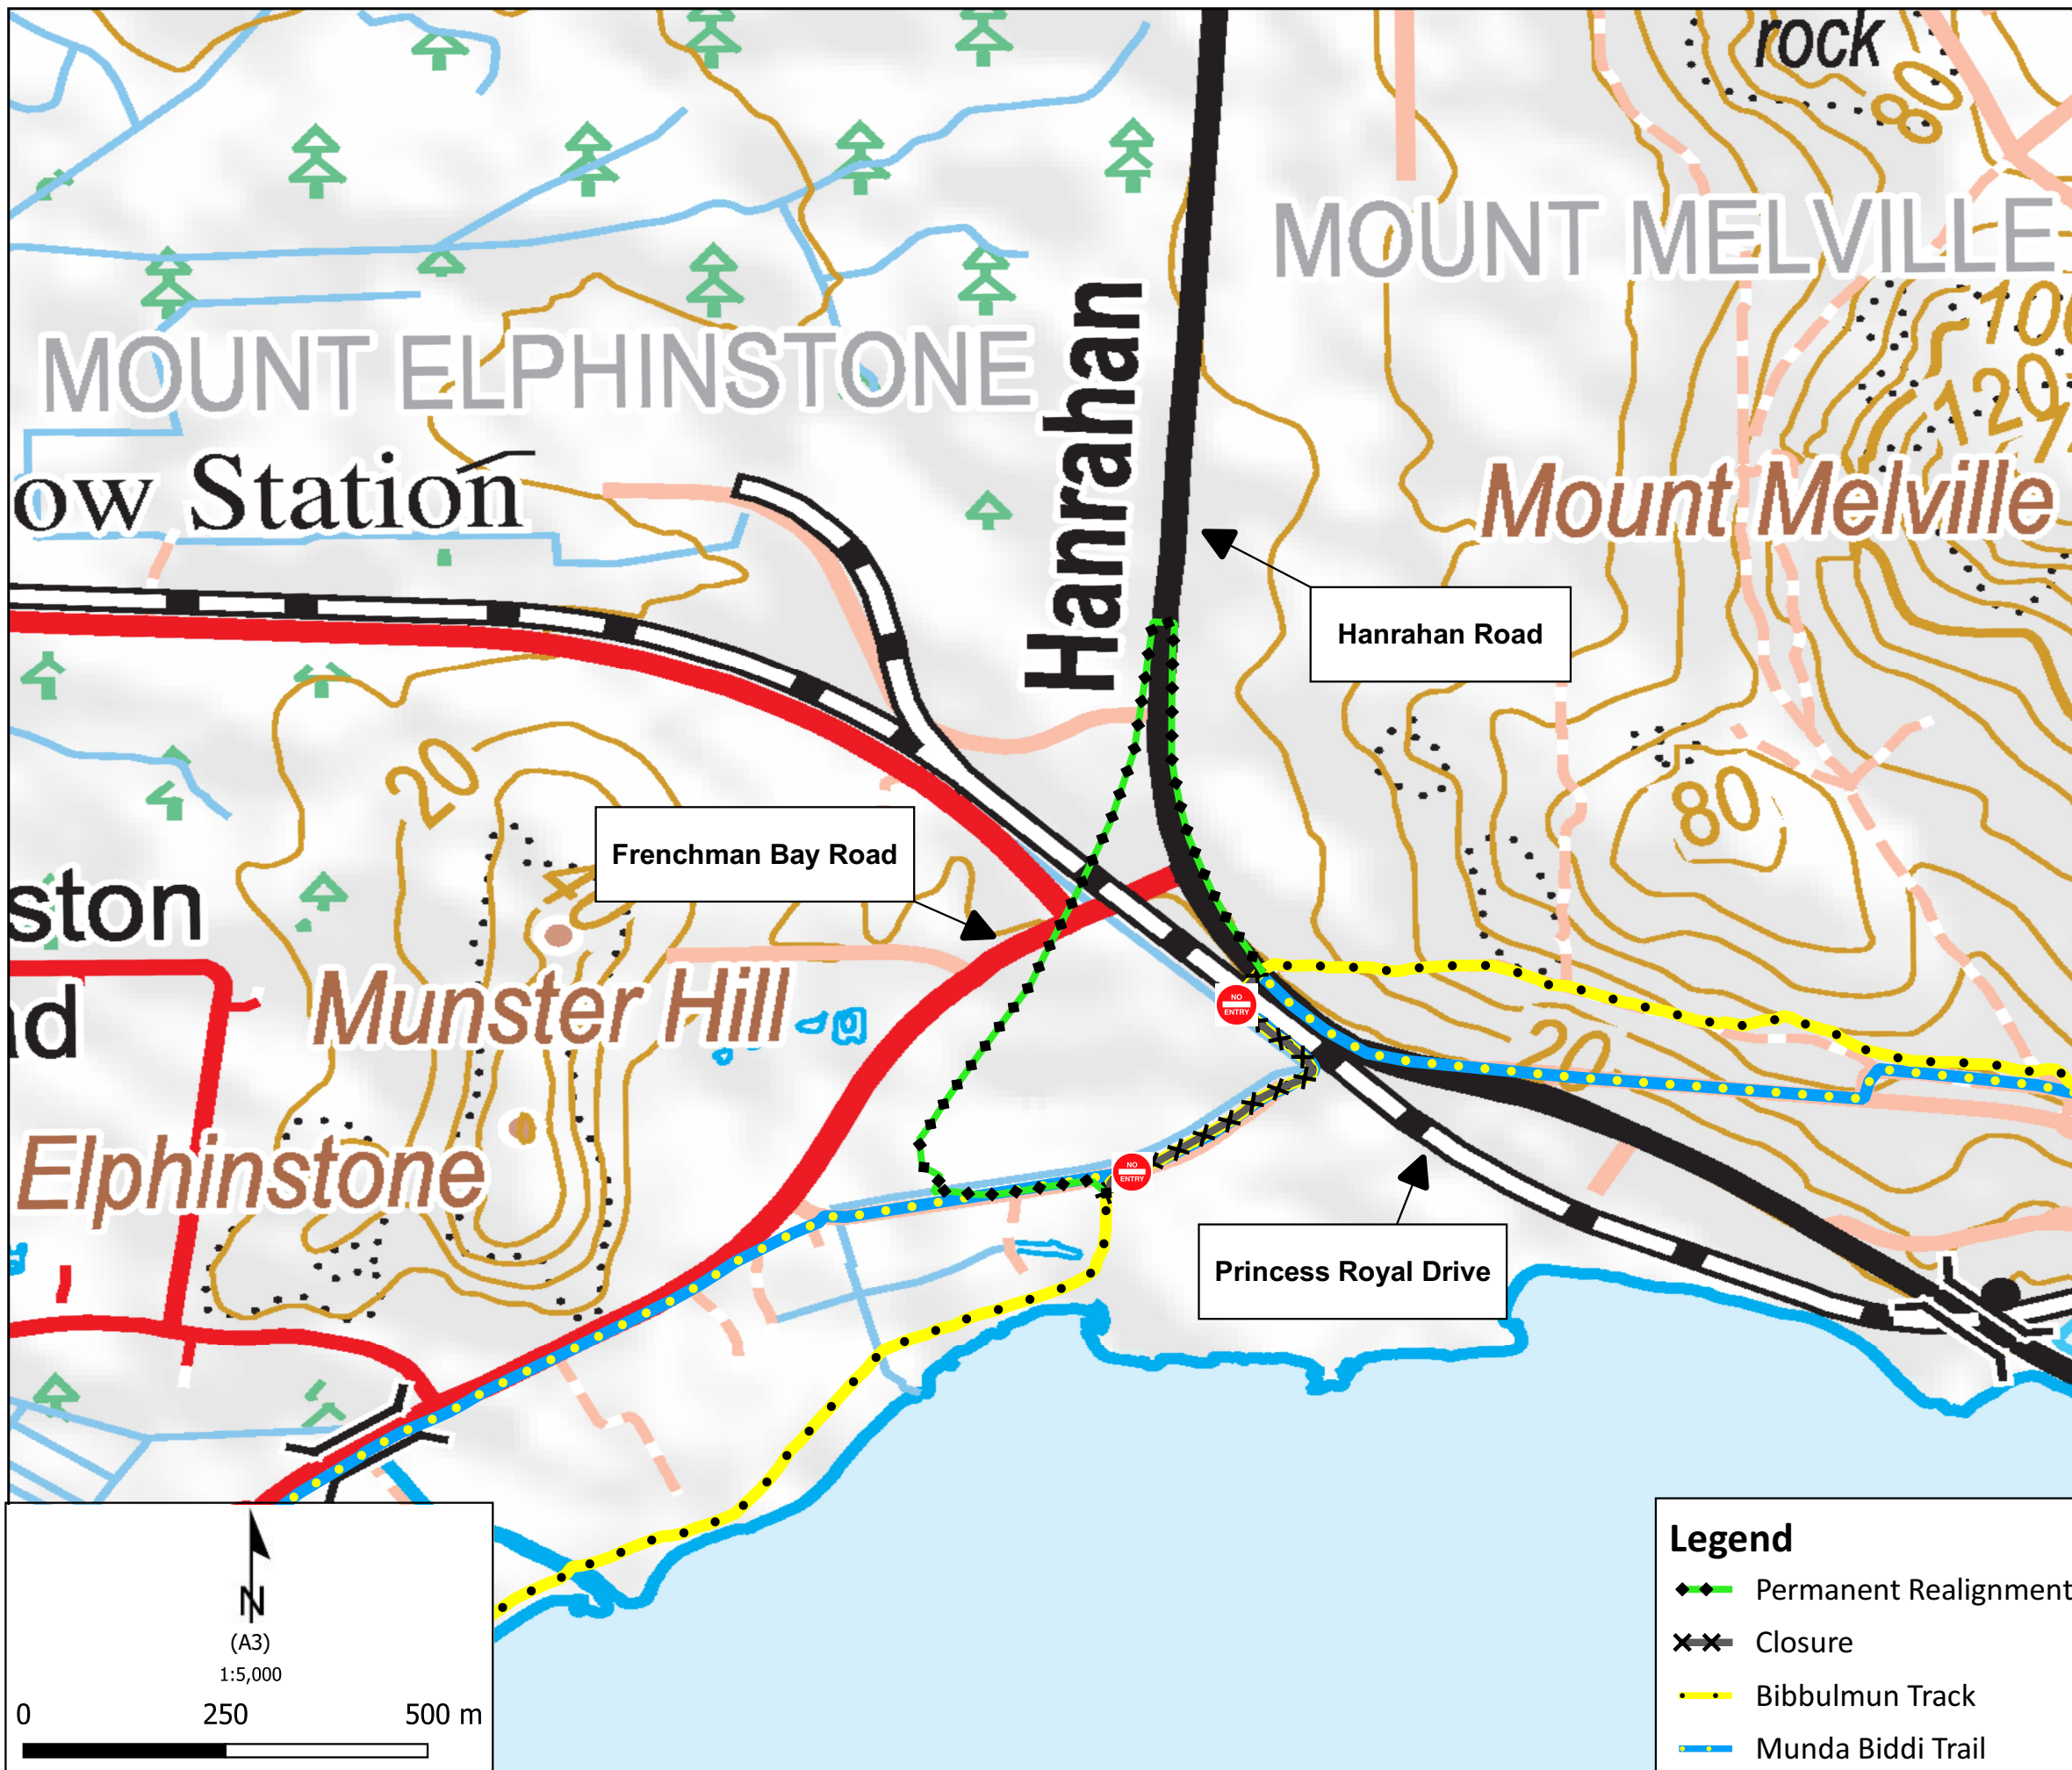 rock
80
MOUNT MELVILLE
MOUNT ELPHINSTONE
Hanrahan
100
120
ow Station
Mount Melville
Hanrahan Road
20
80
Frenchman Bay Road
ston
Munster Hill
NO
ENTRY
ad
20
Elphinstone
NO
ENTRY
Princess Royal Drive
N
(A3)
1:5,000
0 250 500 m
Legend
Permanent Realignment
Closure
Bibbulmun Track
Munda Biddi Trail